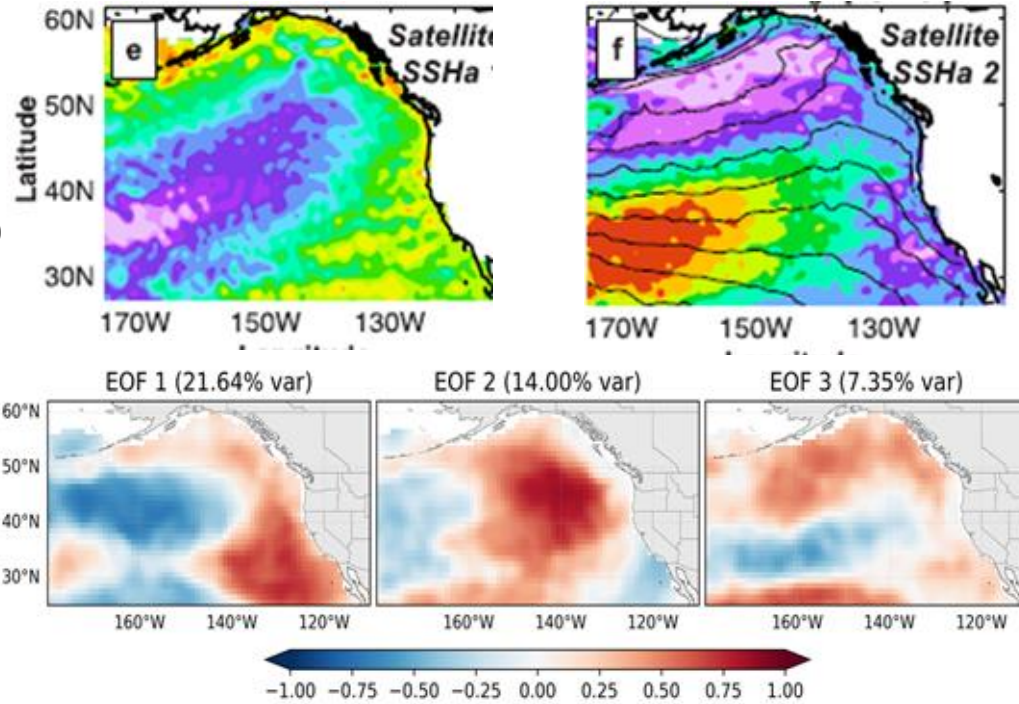 60N
50N
40N
30N
Latitude
e
Satellite
SSHa
170W 150W 130W
f
Satellite
SSHa 2
170W 150W 130W
EOF 1 (21.64% var)
EOF 2 (14.00% var)
EOF 3 (7.35% var)
60°N
50°N
40°N
30°N
160°W 140°W 120°W
160°W 140°W 120°W
160°W 140°W 120°W
−1.00 −0.75 −0.50 −0.25 0.00 0.25 0.50 0.75 1.00